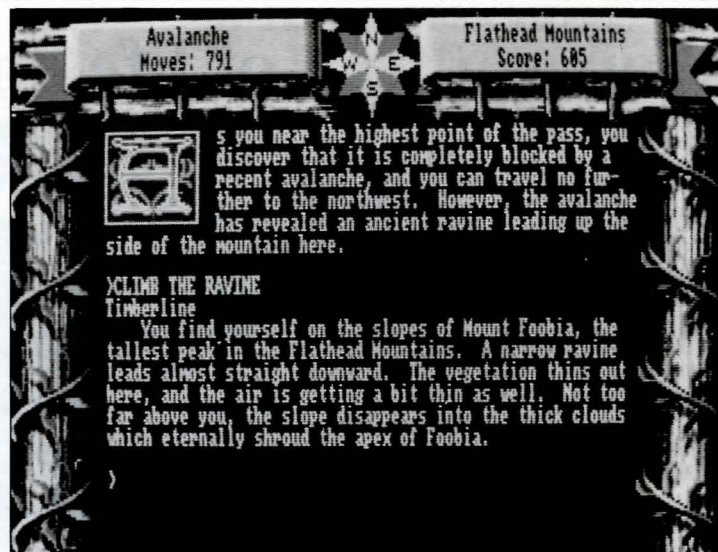 Avalanche
Moves: 791
N
W E
S
Flathead Mountains
Score: 605
As you near the highest point of the pass, you
discover that it is completely blocked by a
recent avalanche, and you can travel no fur-
ther to the northwest. However, the avalanche
has revealed an ancient ravine leading up the
side of the mountain here.
>CLIMB THE RAVINE
Timberline
You find yourself on the slopes of Mount Foobia, the
tallest peak in the Flathead Mountains. A narrow ravine
leads almost straight downward. The vegetation thins out
here, and the air is getting a bit thin as well. Not too
far above you, the slope disappears into the thick clouds
which eternally shroud the apex of Foobia.
>